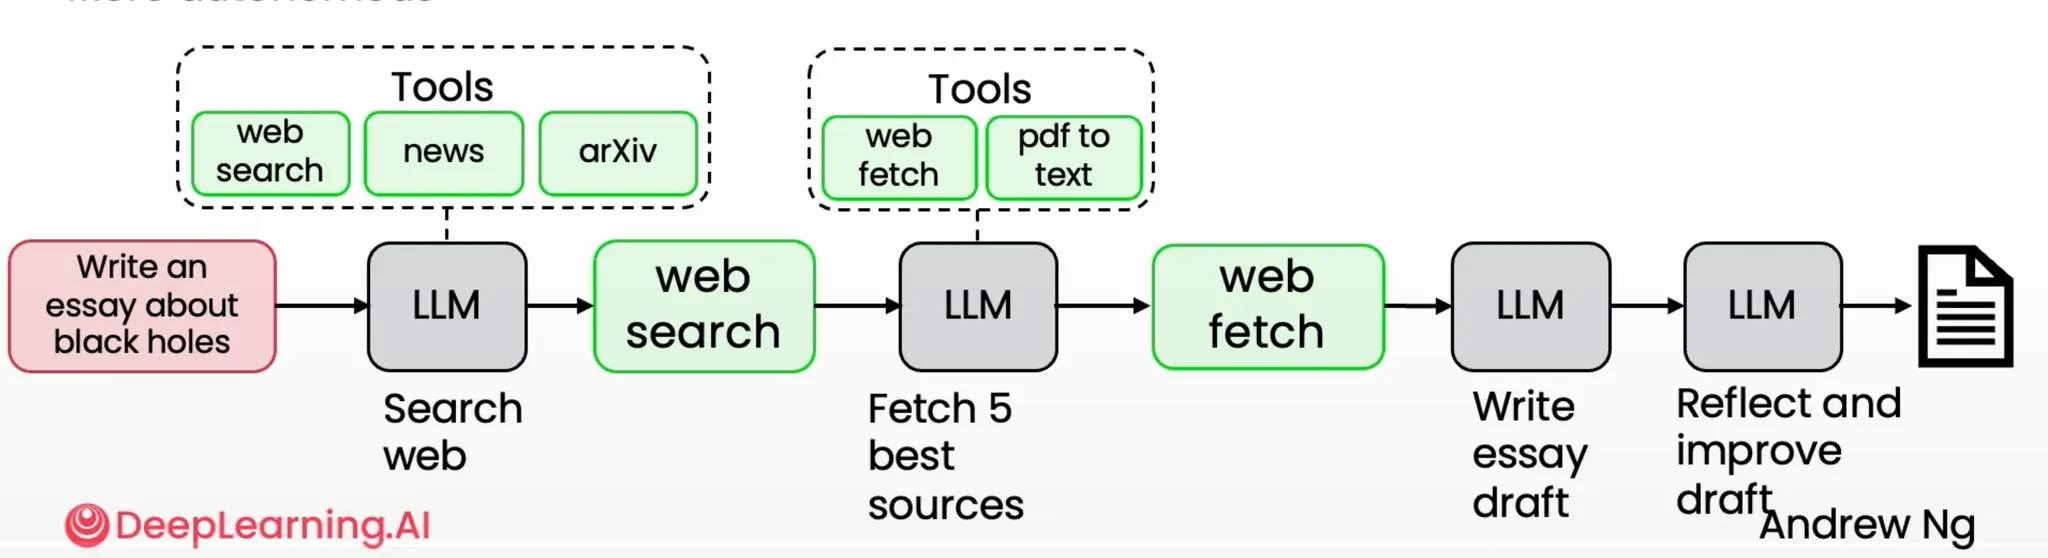 More autonomous
Tools
web
search
news
arXiv
Tools
web
fetch
pdf to
text
Write an
essay about
black holes
LLM
web
search
LLM
web
fetch
LLM
LLM
Search
web
Fetch 5
best
sources
Write
essay
draft
Reflect and
improve
draft
DeepLearning.AI
Andrew Ng